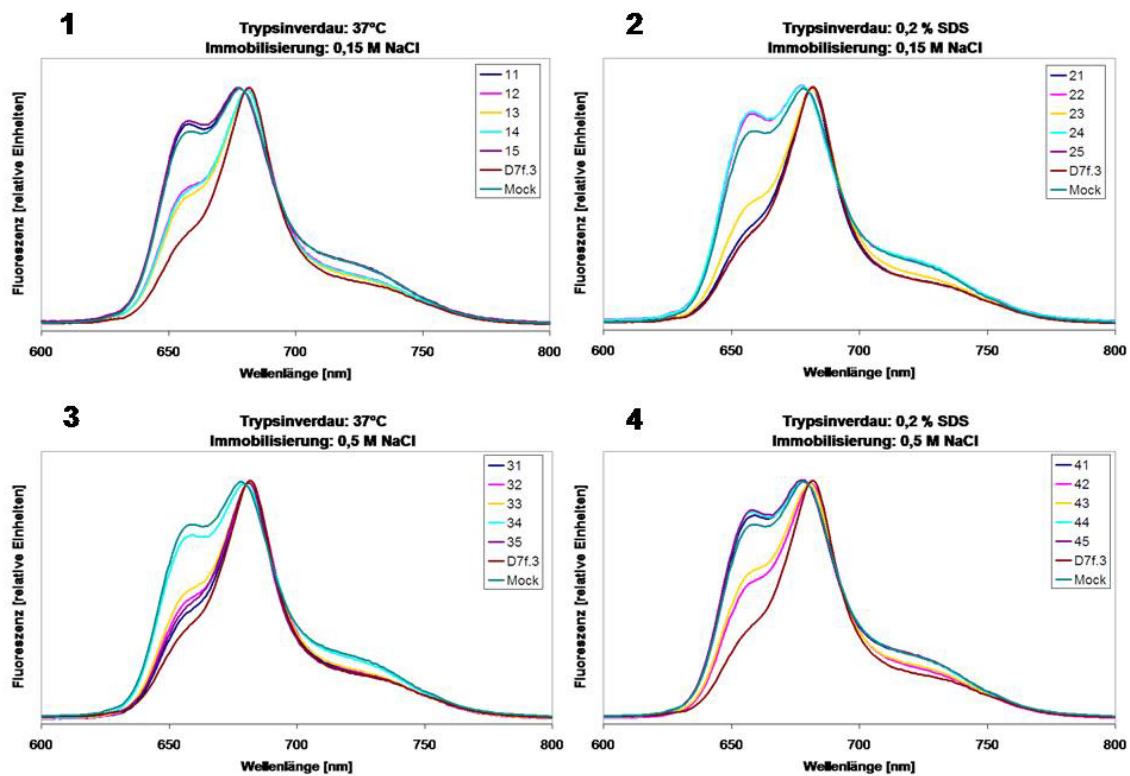 1
Trypsinverdau: 37°C
Immobilisierung: 0,15 M NaCl
Fluoreszenz [relative Einheiten]
11
12
13
14
15
D7f.3
Mock
600 650 700 750 800
Wellenlänge [nm]
2
Trypsinverdau: 0,2 % SDS
Immobilisierung: 0,15 M NaCl
Fluoreszenz [relative Einheiten]
21
22
23
24
25
D7f.3
Mock
600 650 700 750 800
Wellenlänge [nm]
3
Trypsinverdau: 37°C
Immobilisierung: 0,5 M NaCl
Fluoreszenz [relative Einheiten]
31
32
33
34
35
D7f.3
Mock
600 650 700 750 800
Wellenlänge [nm]
4
Trypsinverdau: 0,2 % SDS
Immobilisierung: 0,5 M NaCl
Fluoreszenz [relative Einheiten]
41
42
43
44
45
D7f.3
Mock
600 650 700 750 800
Wellenlänge [nm]